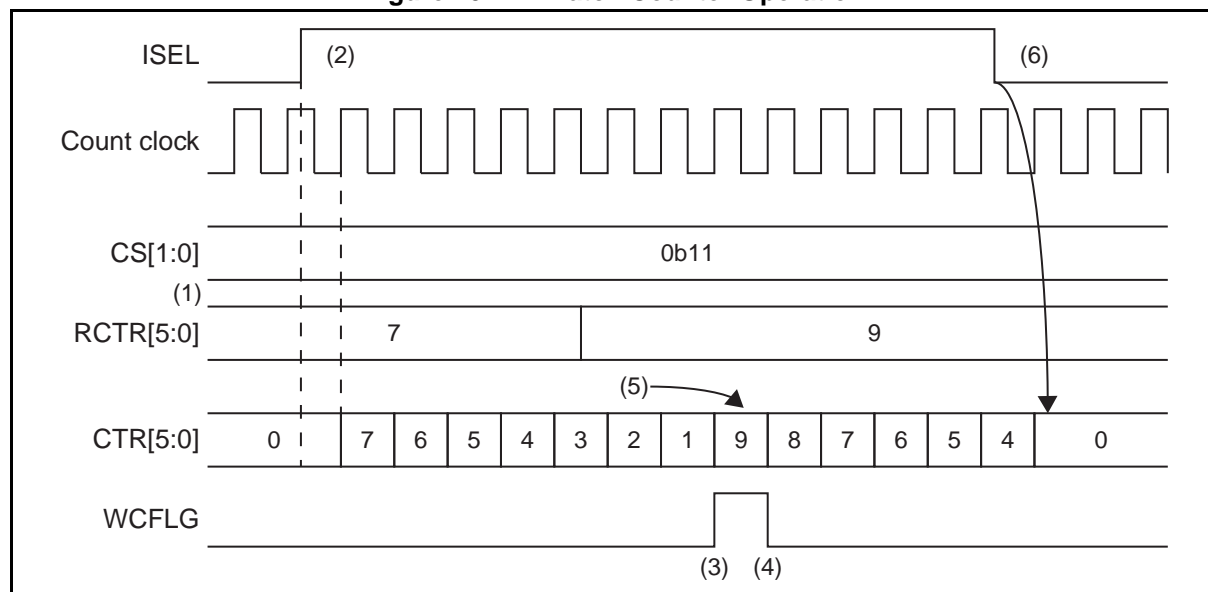 ISEL (2) (6)
Count clock
CS[1:0] 0b11
(1)
RCTR[5:0] 7 9
(5)
CTR[5:0] 0 7 6 5 4 3 2 1 9 8 7 6 5 4 0
WCFLG
(3) (4)